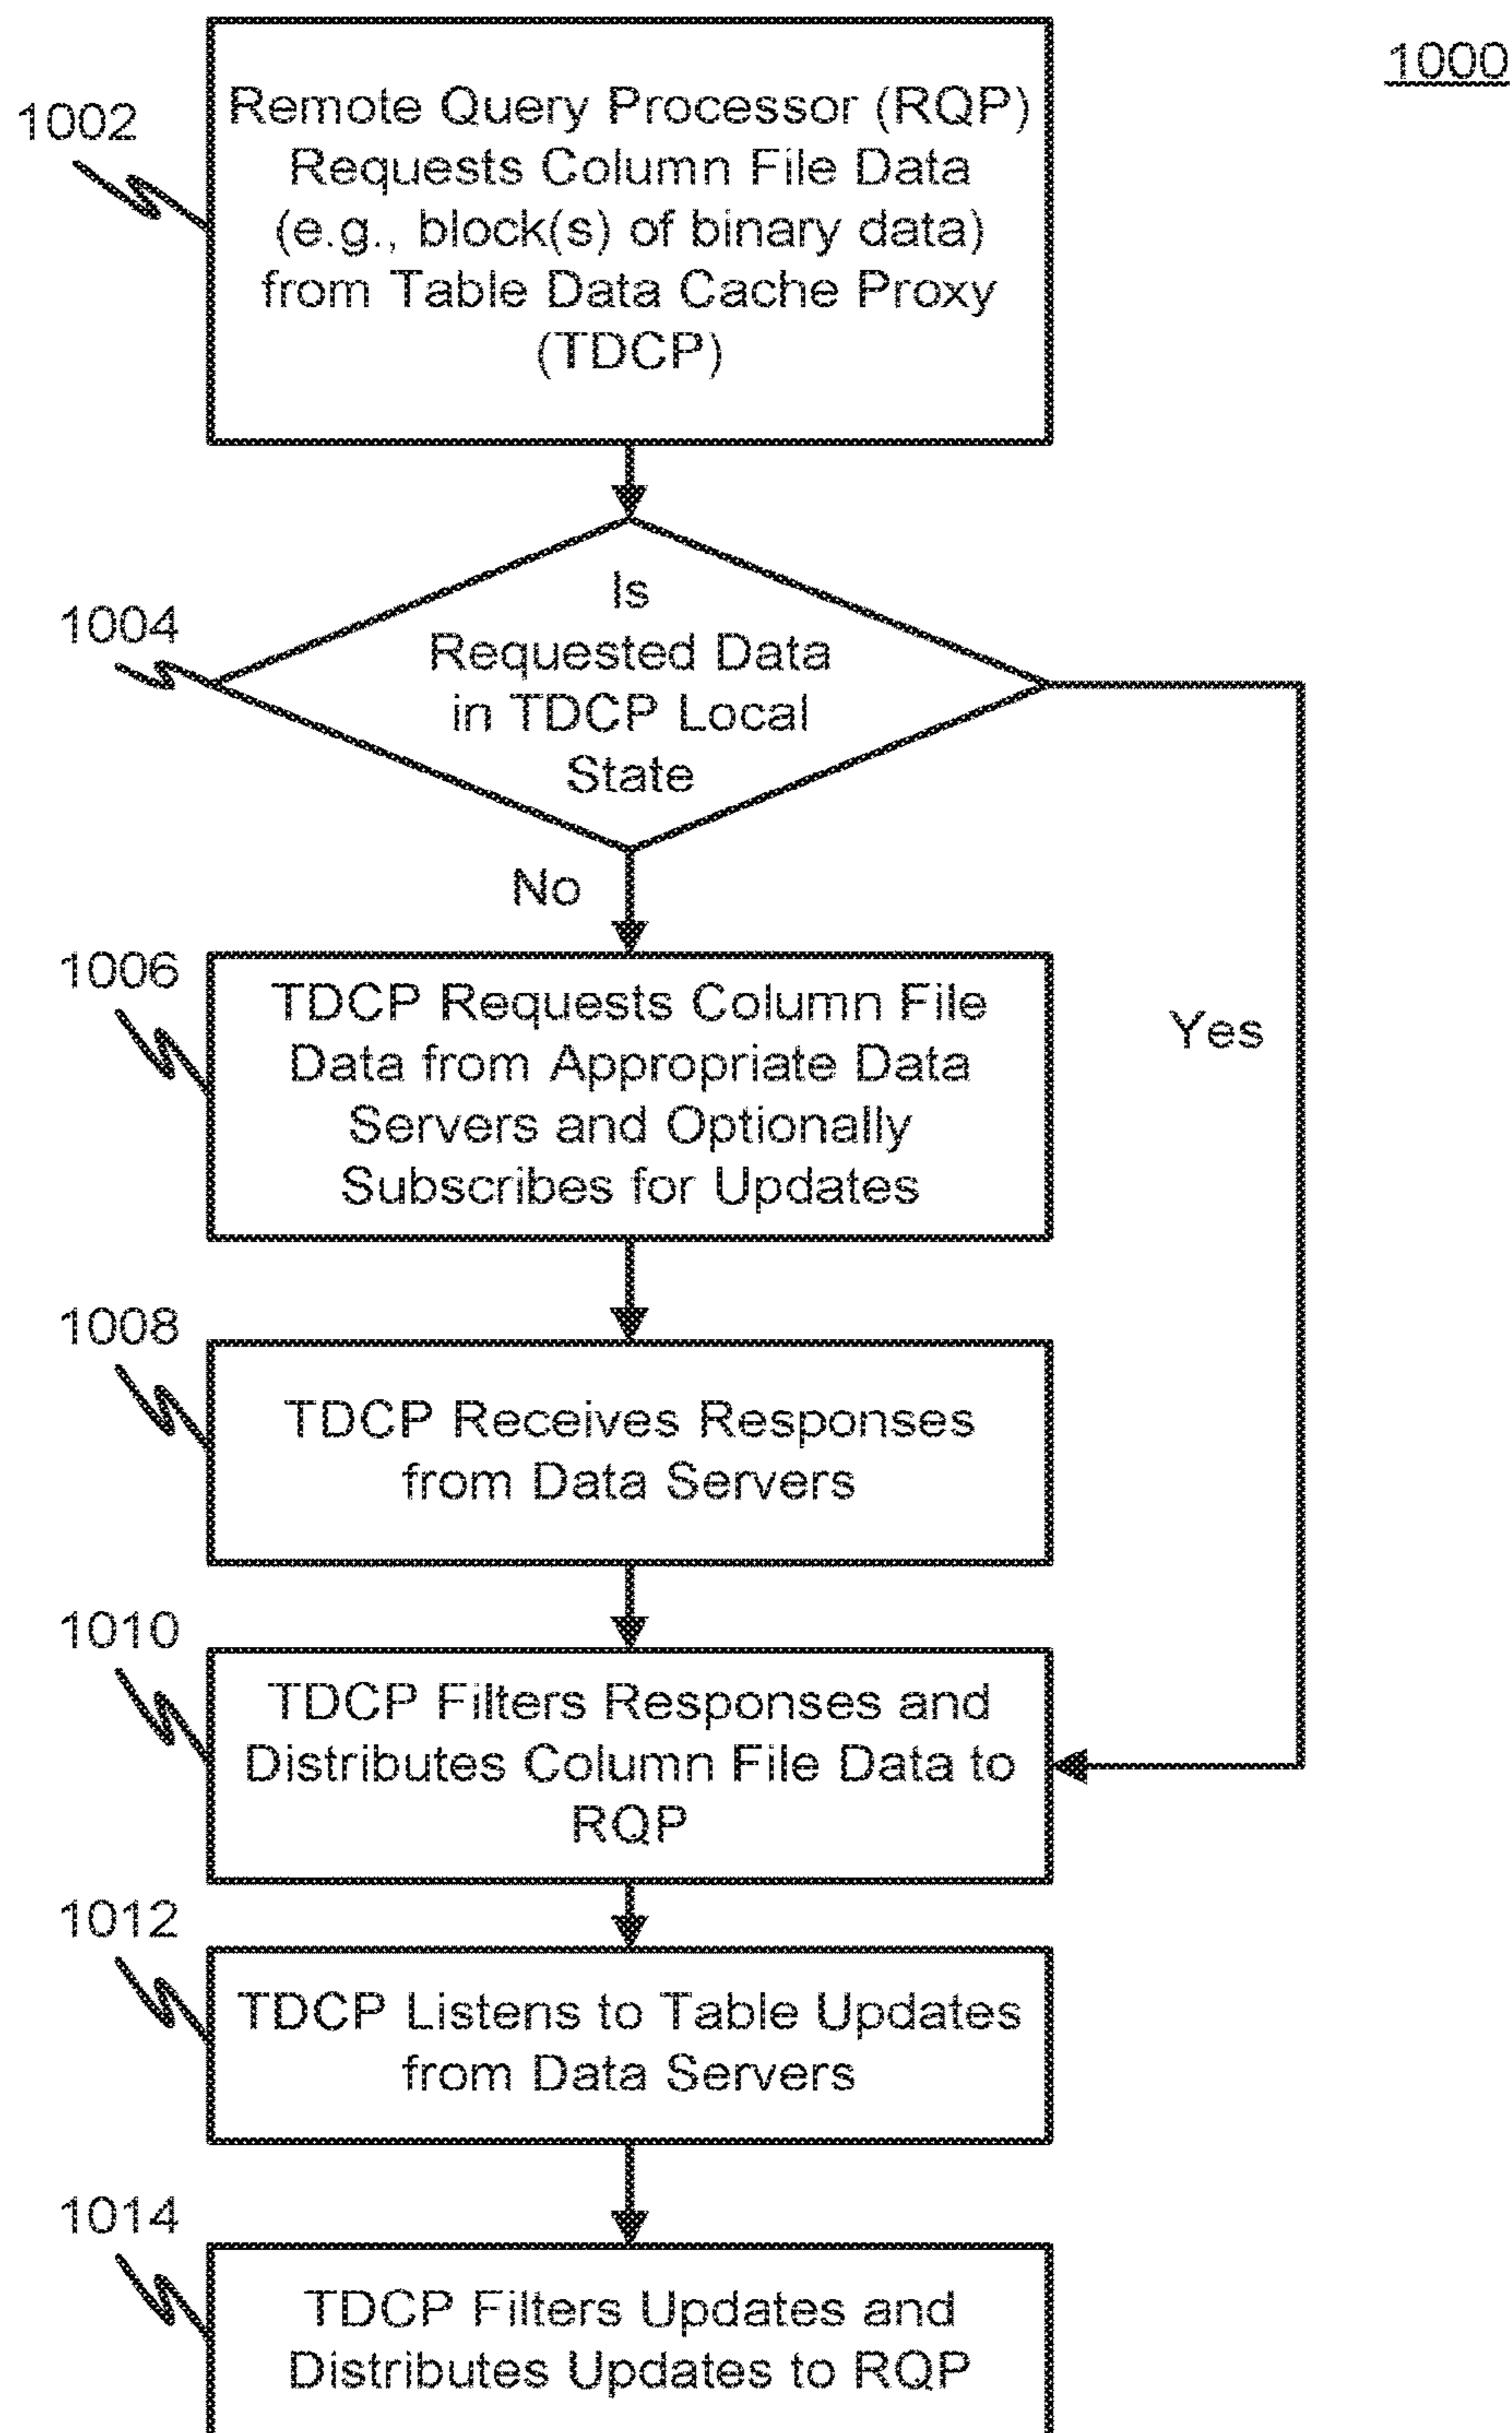 1000
1002
Remote Query Processor (RQP)
Requests Column File Data
(e.g., block(s) of binary data)
from Table Data Cache Proxy
(TDCP)
1004
Is
Requested Data
in TDCP Local
State
No
Yes
1006
TDCP Requests Column File
Data from Appropriate Data
Servers and Optionally
Subscribes for Updates
1008
TDCP Receives Responses
from Data Servers
1010
TDCP Filters Responses and
Distributes Column File Data to
RQP
1012
TDCP Listens to Table Updates
from Data Servers
1014
TDCP Filters Updates and
Distributes Updates to RQP